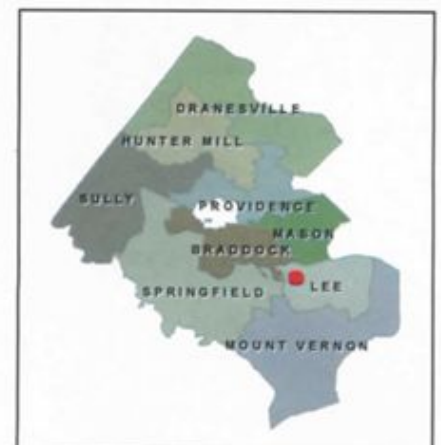 DRANESVILLE
HUNTER MILL
SULLY
PROVIDENCE
MASON
BRADDOCK
LEE
SPRINGFIELD
MOUNT VERNON